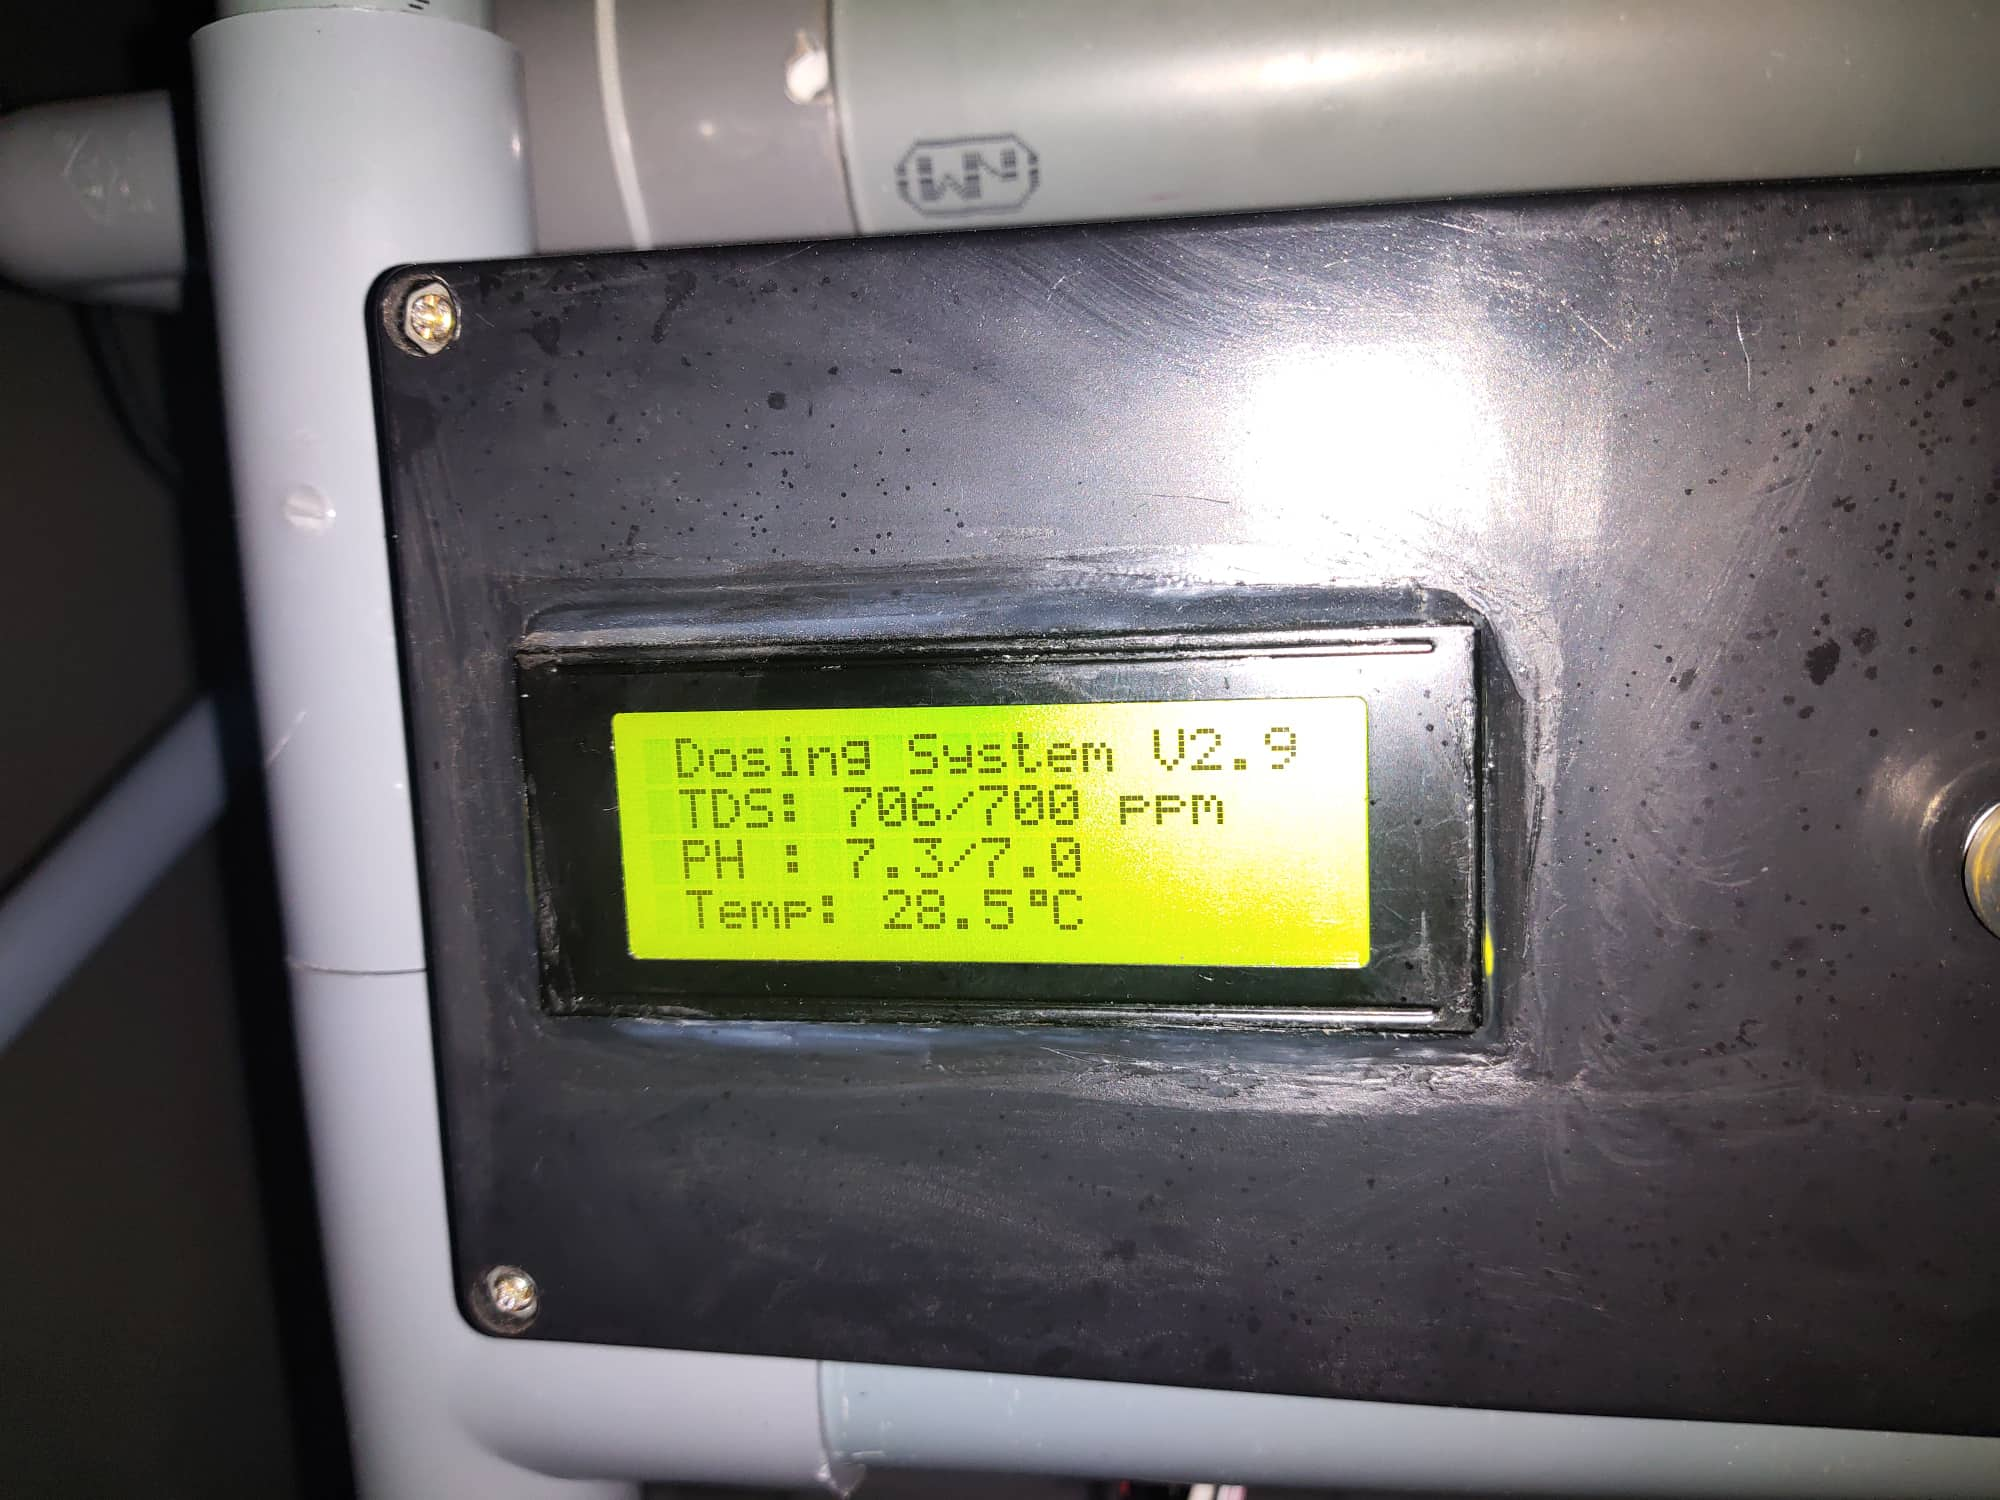 Dosing System V2.9
TDS: 706/700 ppm
PH : 7.3/7.0
Temp: 28.5°C